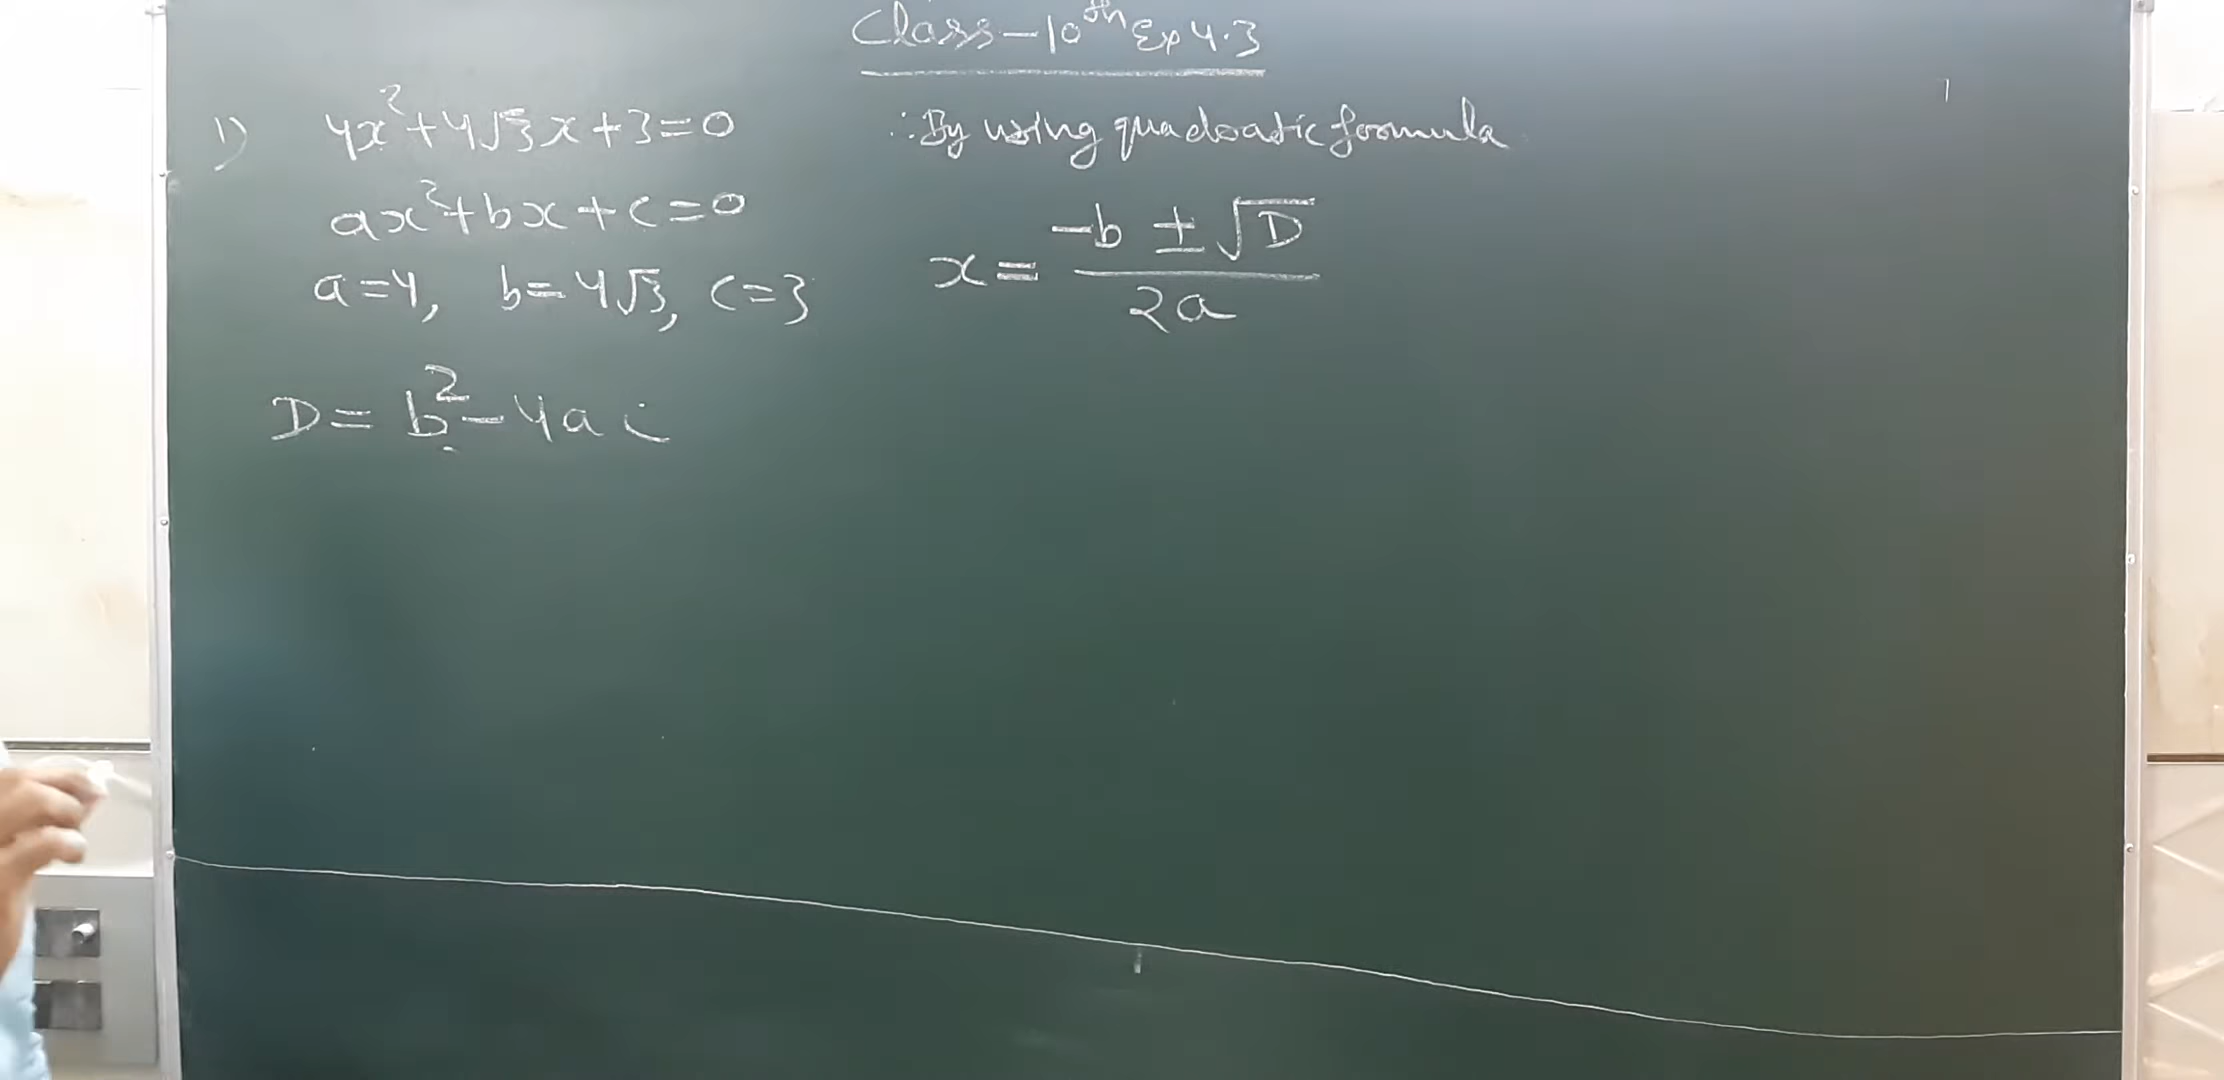 Class-10th Ex 4.3
1) 4x²+4√3x+3=0
ax²+bx+c=0
a=4, b=4√3, c=3
D= b²-4ac
∴By using quadratic formula
x= -b ± √D / 2a